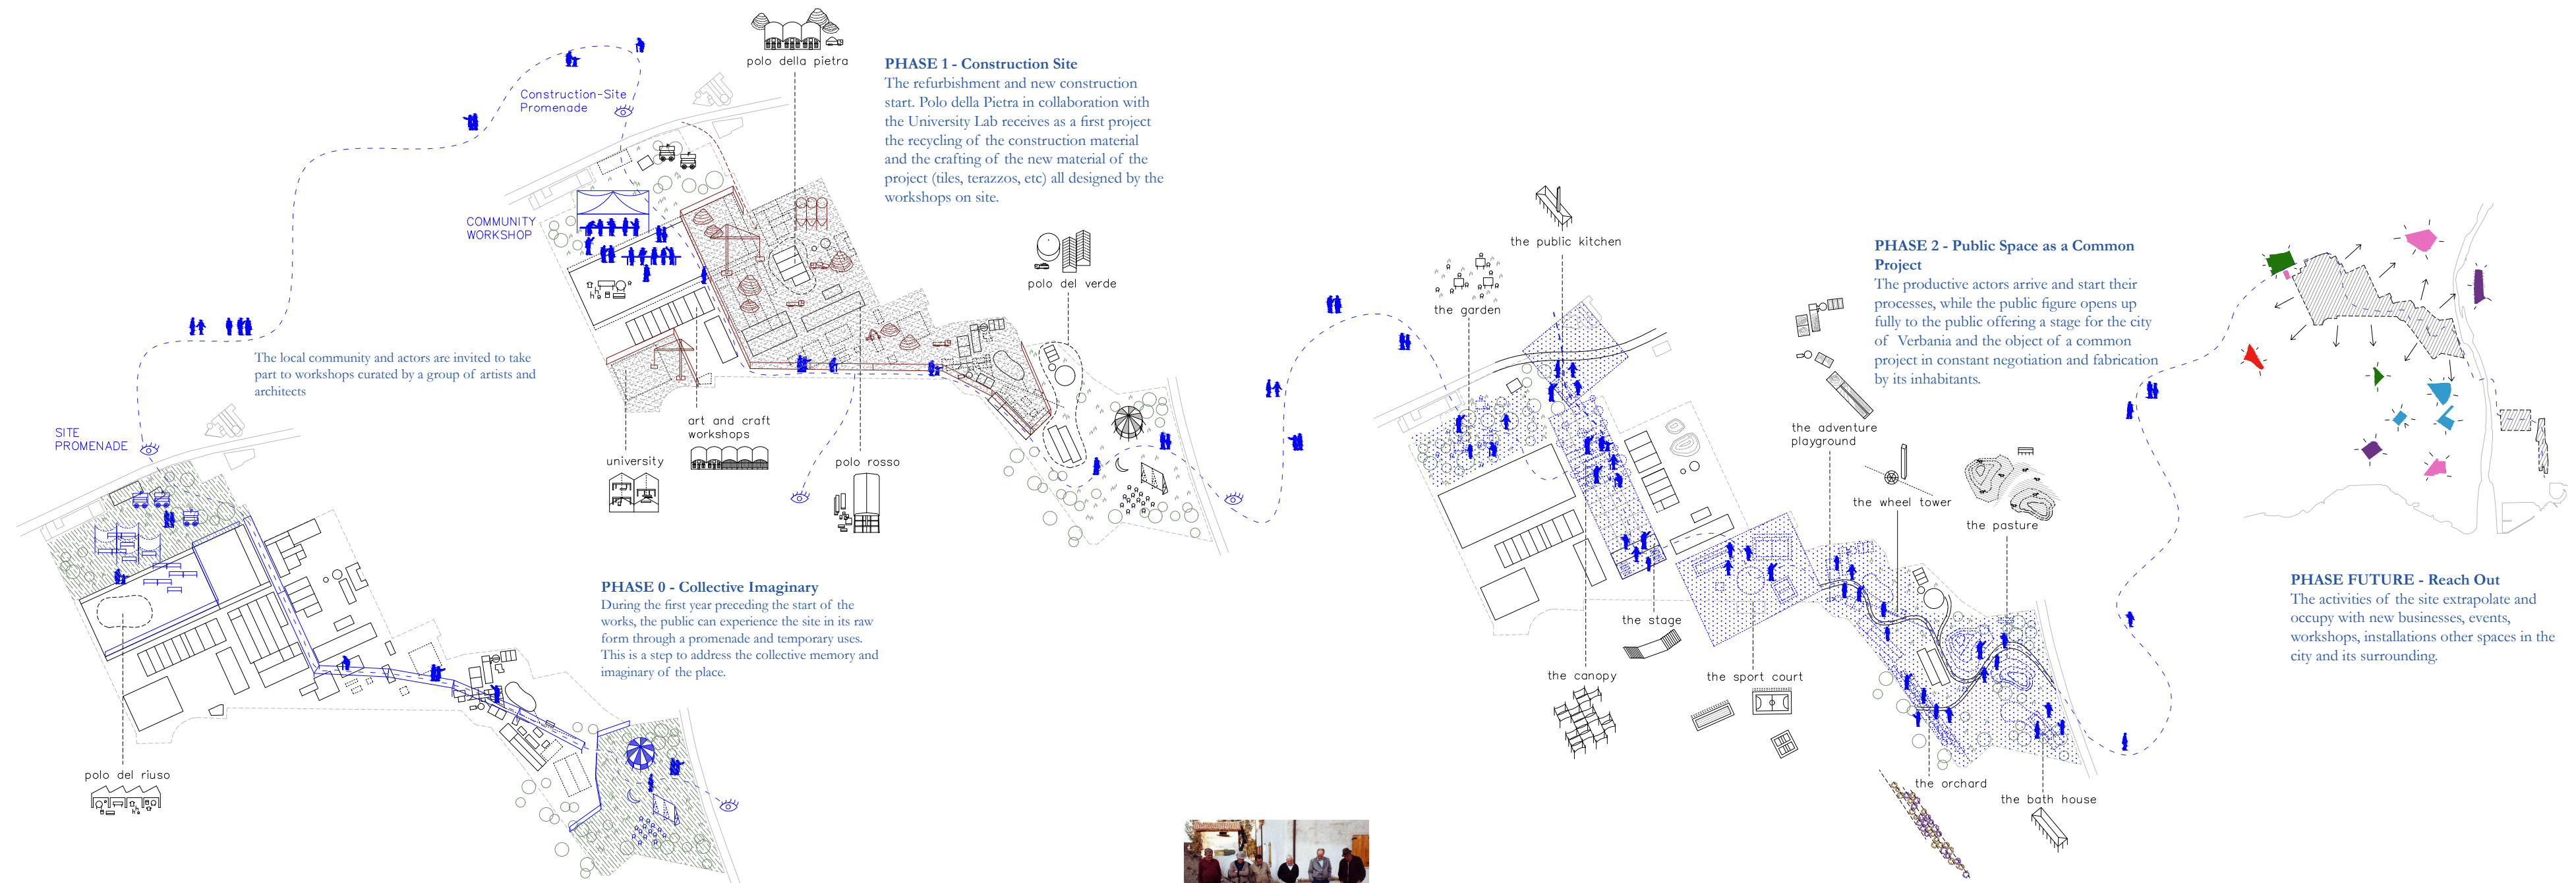 polo della pietra
PHASE 1 - Construction Site
The refurbishment and new construction
start. Polo della Pietra in collaboration with
the University Lab receives as a first project
the recycling of the construction material
and the crafting of the new material of the
project (tiles, terazzos, etc) all designed by the
workshops on site.
Construction-Site
Promenade
COMMUNITY
WORKSHOP
The local community and actors are invited to take
part to workshops curated by a group of artists and
architects
SITE
PROMENADE
polo del verde
art and craft
workshops
university
polo rosso
polo del riuso
PHASE 0 - Collective Imaginary
During the first year preceding the start of the
works, the public can experience the site in its raw
form through a promenade and temporary uses.
This is a step to address the collective memory and
imaginary of the place.
the public kitchen
the garden
PHASE 2 - Public Space as a Common
Project
The productive actors arrive and start their
processes, while the public figure opens up
fully to the public offering a stage for the city
of Verbania and the object of a common
project in constant negotiation and fabrication
by its inhabitants.
the adventure
playground
the wheel tower
the pasture
the stage
the canopy
the sport court
the orchard
the bath house
PHASE FUTURE - Reach Out
The activities of the site extrapolate and
occupy with new businesses, events,
workshops, installations other spaces in the
city and its surrounding.